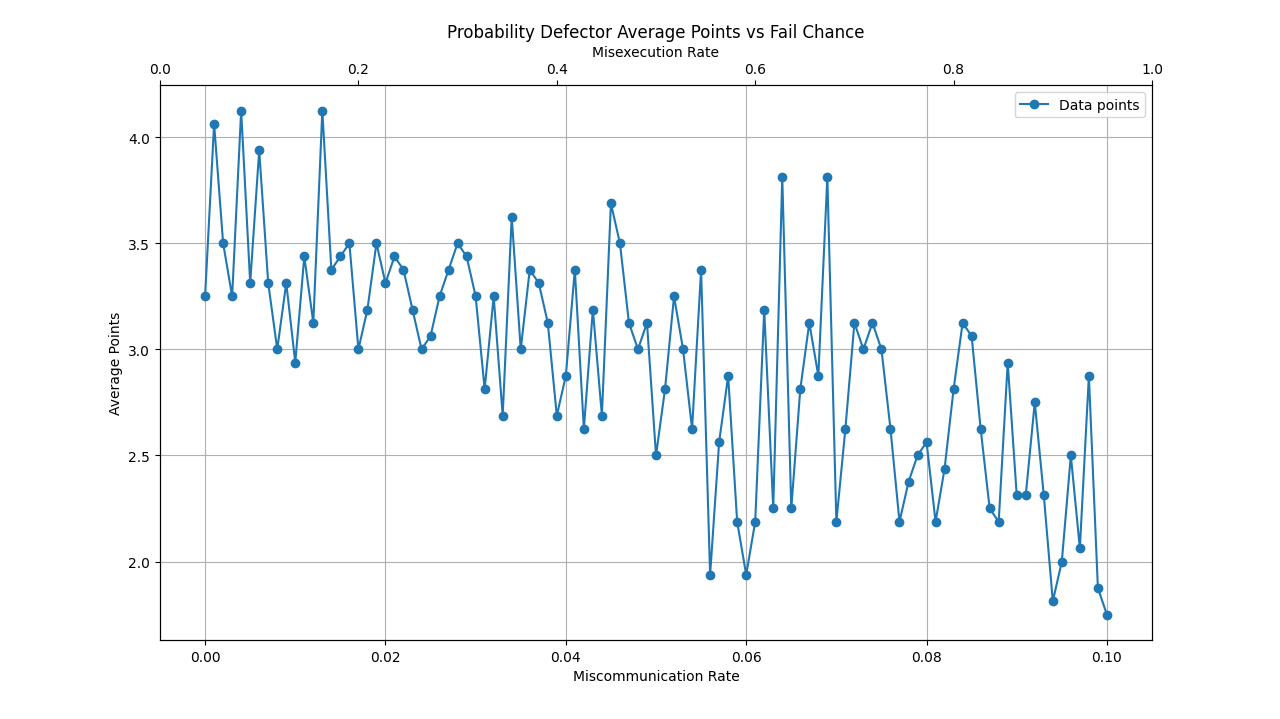 Probability Defector Average Points vs Fail Chance
Misexecution Rate
0.0 0.2 0.4 0.6 0.8 1.0
Data points
4.0
3.5
3.0
2.5
2.0
Average Points
0.00 0.02 0.04 0.06 0.08 0.10
Miscommunication Rate